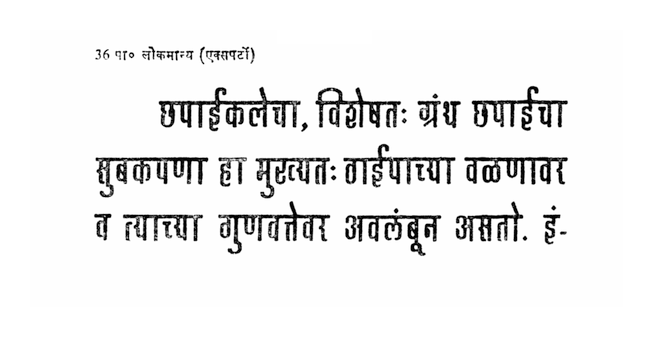 36 पा० लोकमान्य (एक्सपर्टो)
छपाईकलेचा, विशेषतः ग्रंथ छपाईचा
सुबकपणा हा मुख्यतः ठाईपाच्या वळणावर
व त्याच्या गुणवत्तेवर अवलंबून असतो. इं-